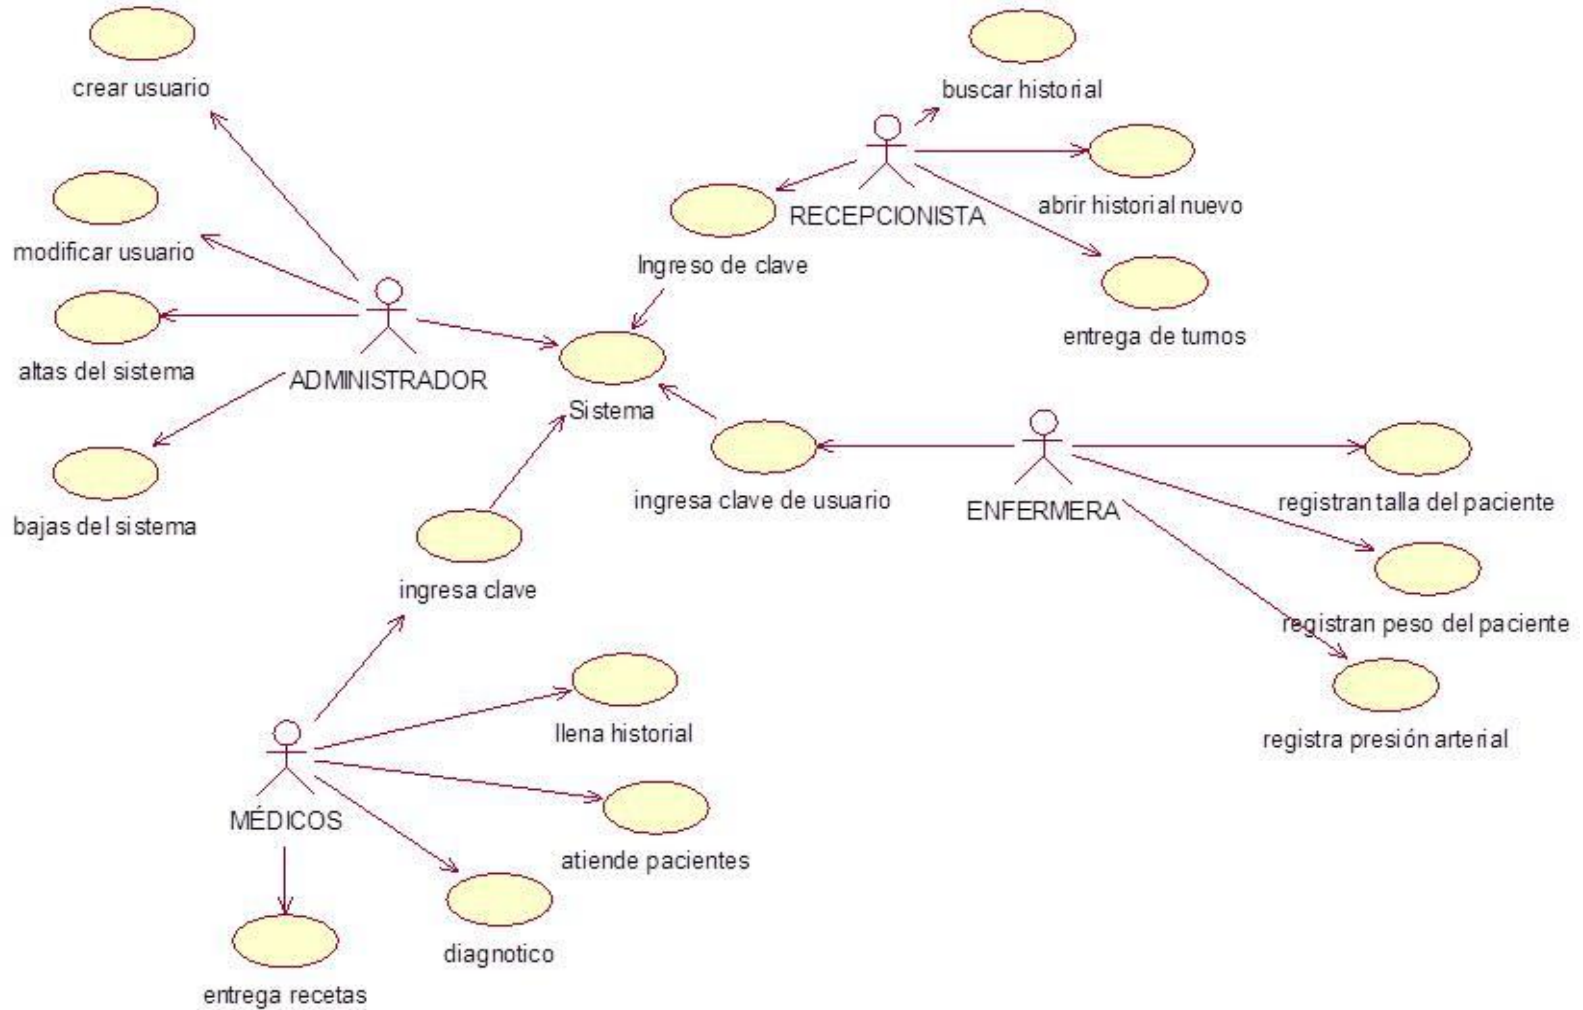 crear usuario
buscar historial
modificar usuario
RECEPCIONISTA
abrir historial nuevo
Ingreso de clave
entrega de turnos
altas del sistema
ADMINISTRADOR
Sistema
bajas del sistema
ingresa clave de usuario
ENFERMERA
registran talla del paciente
ingresa clave
registran peso del paciente
llena historial
registra presión arterial
MÉDICOS
atiende pacientes
diagnotico
entrega recetas